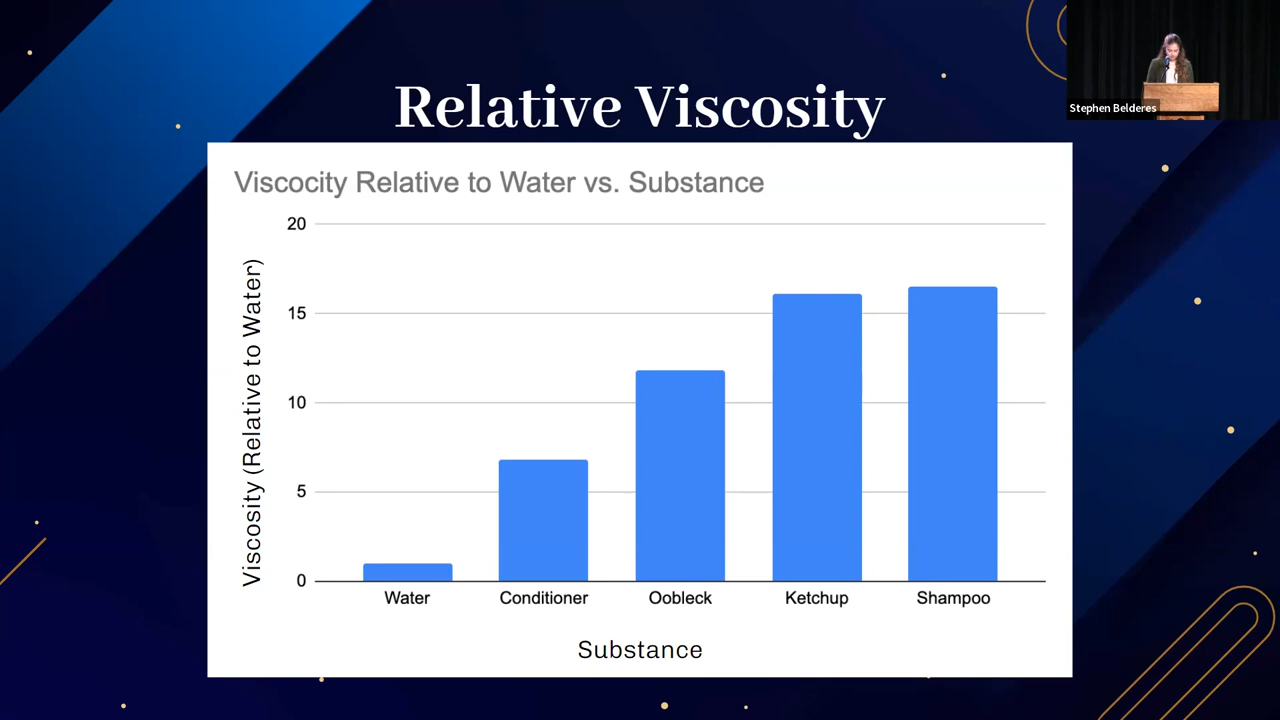 Relative Viscosity
Stephen Belderes
Viscocity Relative to Water vs. Substance
Viscosity (Relative to Water)
20
15
10
5
0
Water Conditioner Oobleck Ketchup Shampoo
Substance